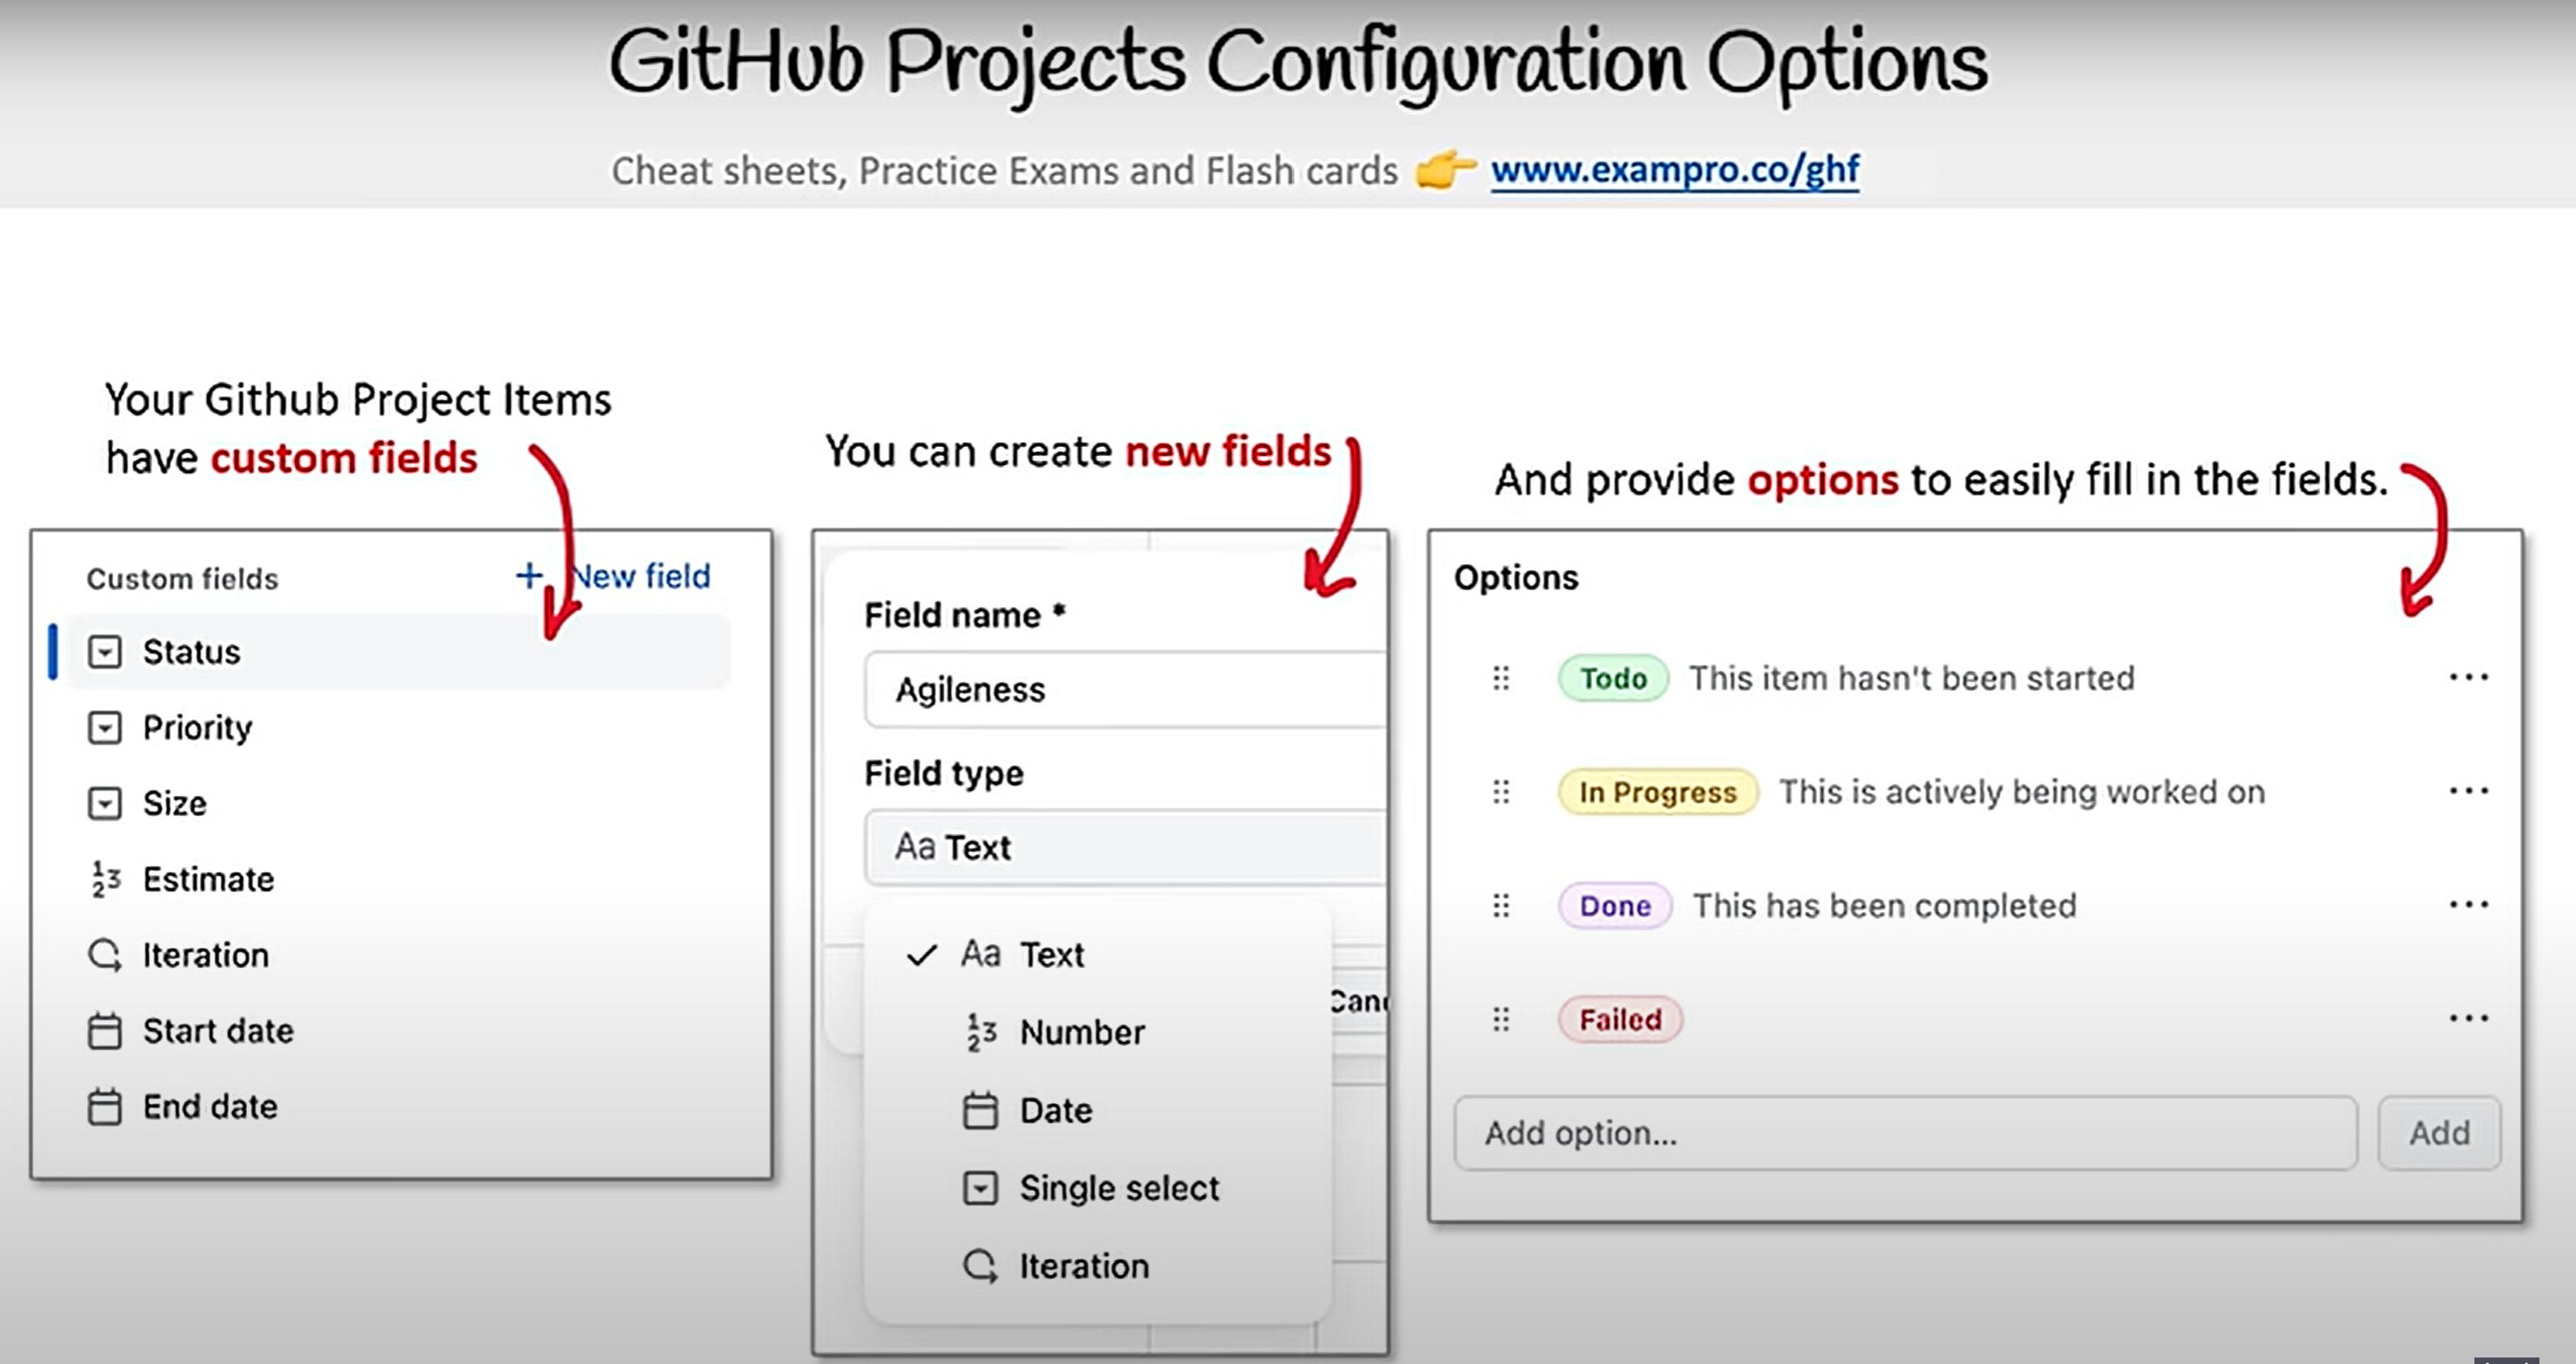 GitHub Projects Configuration Options
Cheat sheets, Practice Exams and Flash cards 👉 www.exampro.co/ghf
Your Github Project Items
have custom fields
Custom fields
New field
Status
Priority
Size
Estimate
Iteration
Start date
End date
You can create new fields
Field name *
Agileness
Field type
Aa Text
Aa Text
Number
Date
Single select
Iteration
And provide options to easily fill in the fields.
Options
Todo This item hasn't been started
In Progress This is actively being worked on
Done This has been completed
Failed
Add option...
Add